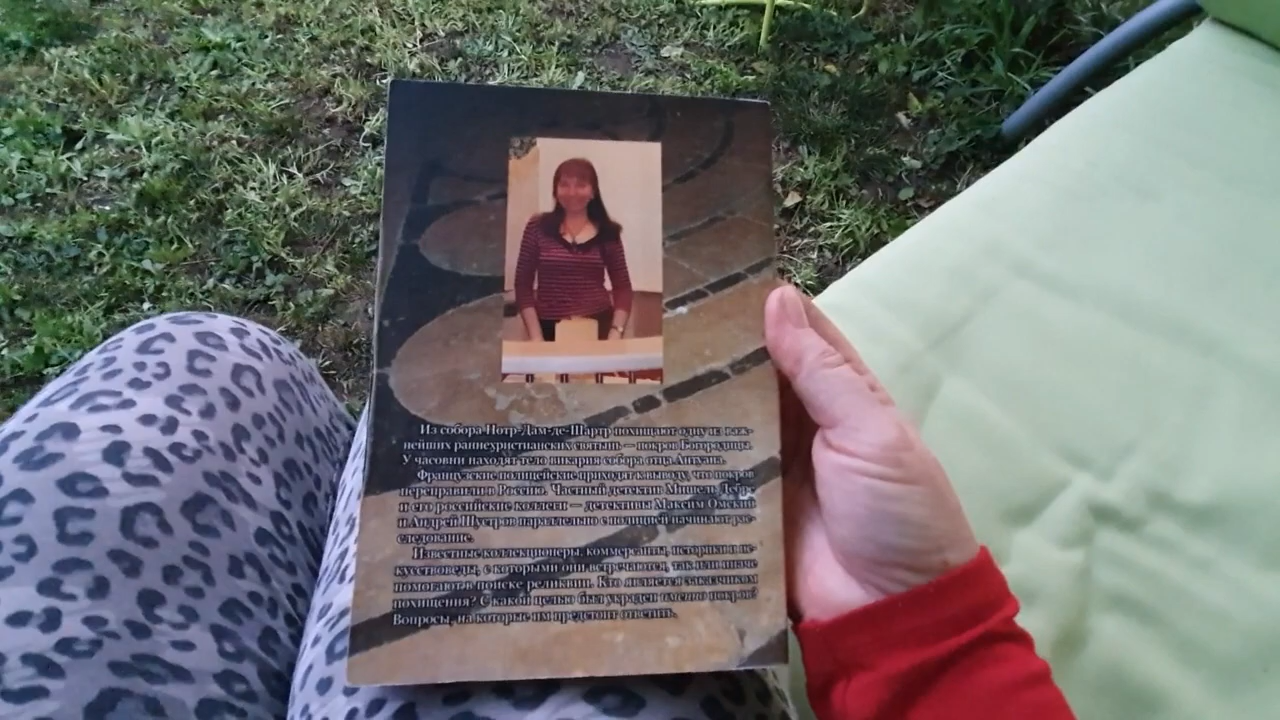 Из собора Нотр-Дам-де-Шартр похищают одну из важ-
нейших раннехристианских святынь — покров Богородицы.
У часовни находят тело викария собора отца Антуана.
Французские полицейские приходят к выводу, что покров
переправили в Россию. Частный детектив Мишель Дебре
и его российские коллеги — детективы Максим Омский
и Андрей Шустров параллельно с полицией начинают рас-
следование.
Известные коллекционеры, коммерсанты, историки и ис-
кусствоведы, с которыми они встречаются, так или иначе
помогают в поиске реликвии. Кто является заказчиком
похищения? С какой целью был украден именно покров?
Вопросы, на которые им предстоит ответить.